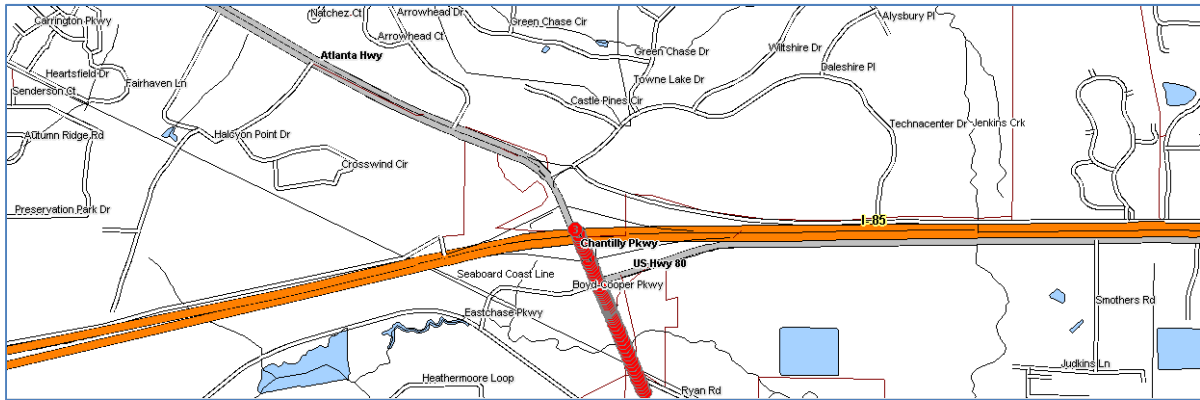 Natchez Ct
Arrowhead Dr
Alysbury Pl
Carrington Pkwy
Green Chase Cir
Arrowhead Ct
Wiltshire Dr
Green Chase Dr
Atlanta Hwy
Daleshire Pl
Heartsfield Dr
Towne Lake Dr
Fairhaven Ln
Senderson Ct
Castle Pines Cir
Technacenter Dr
Jenkins Crk
Autumn Ridge Rd
Halcyon Point Dr
Crosswind Cir
Preservation Park Dr
I-85
3
Chantilly Pkwy
US Hwy 80
Seaboard Coast Line
Boyd-Cooper Pkwy
Smothers Rd
Eastchase Pkwy
Judkins Ln
Heathermoore Loop
Ryan Rd